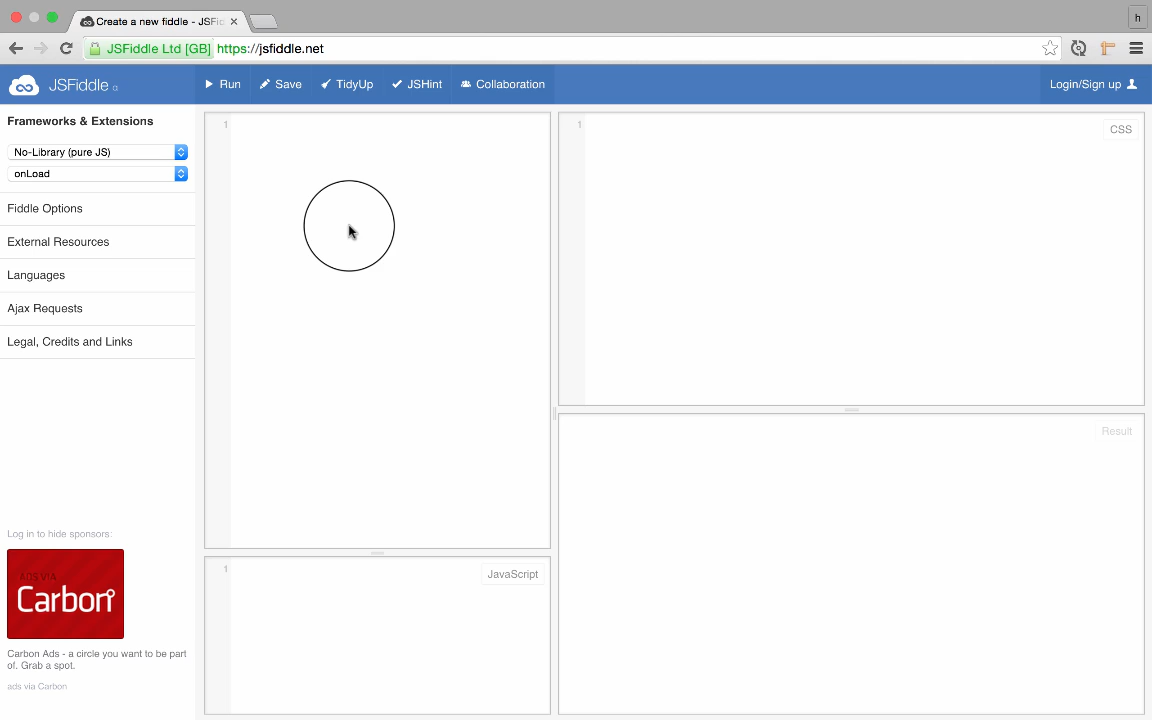 Create a new fiddle - JSFid
h
JSFiddle Ltd [GB] https://jsfiddle.net
JSFiddle α
Run
Save
TidyUp
JSHint
Collaboration
Login/Sign up
Frameworks & Extensions
No-Library (pure JS)
onLoad
Fiddle Options
External Resources
Languages
Ajax Requests
Legal, Credits and Links
Log in to hide sponsors:
ADS VIA
Carbon
Carbon Ads - a circle you want to be part
of. Grab a spot.
ads via Carbon
1
1
CSS
1
JavaScript
Result